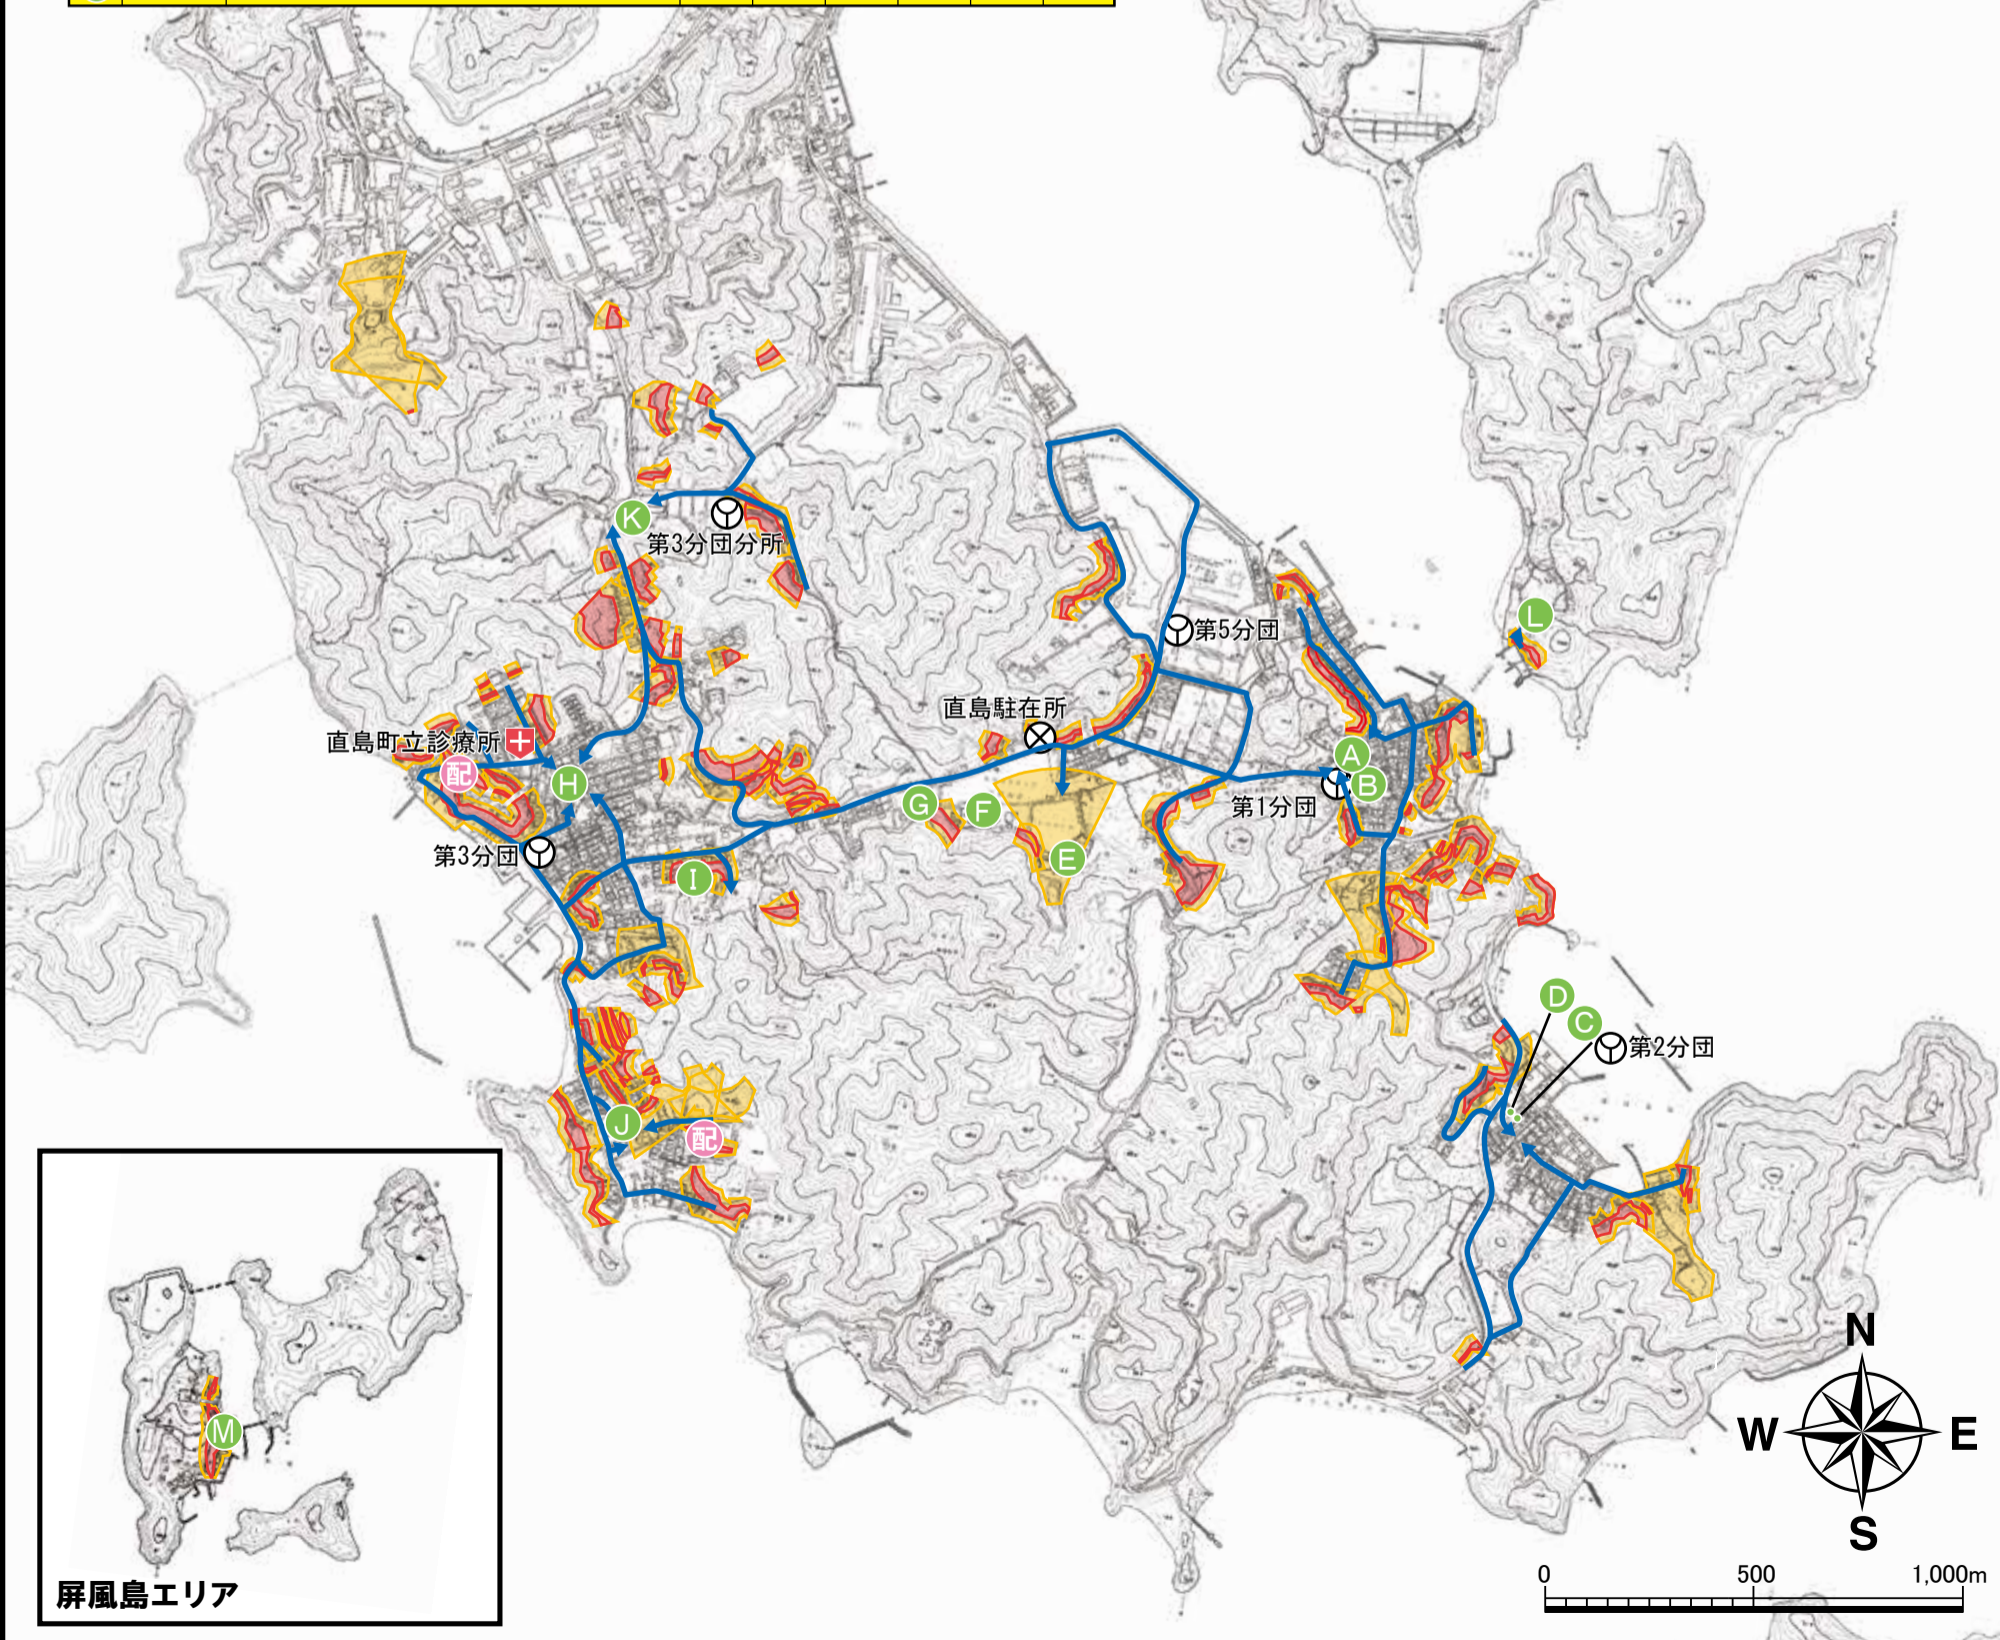 K
第3分団分所
L
第5分団
直島駐在所
直島町立診療所
配
H
A
B
第1分団
G
F
E
第3分団
I
D
C
第2分団
J
配
M
屏風島エリア
N
W
E
S
0
500
1,000m